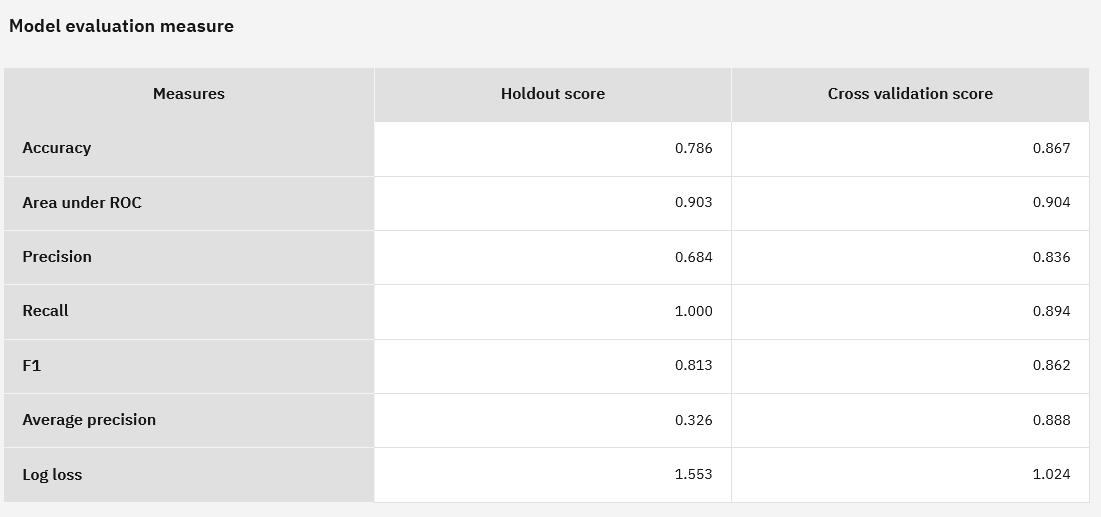 Model evaluation measure
Measures Holdout score Cross validation score
Accuracy 0.786 0.867
Area under ROC 0.903 0.904
Precision 0.684 0.836
Recall 1.000 0.894
F1 0.813 0.862
Average precision 0.326 0.888
Log loss 1.553 1.024